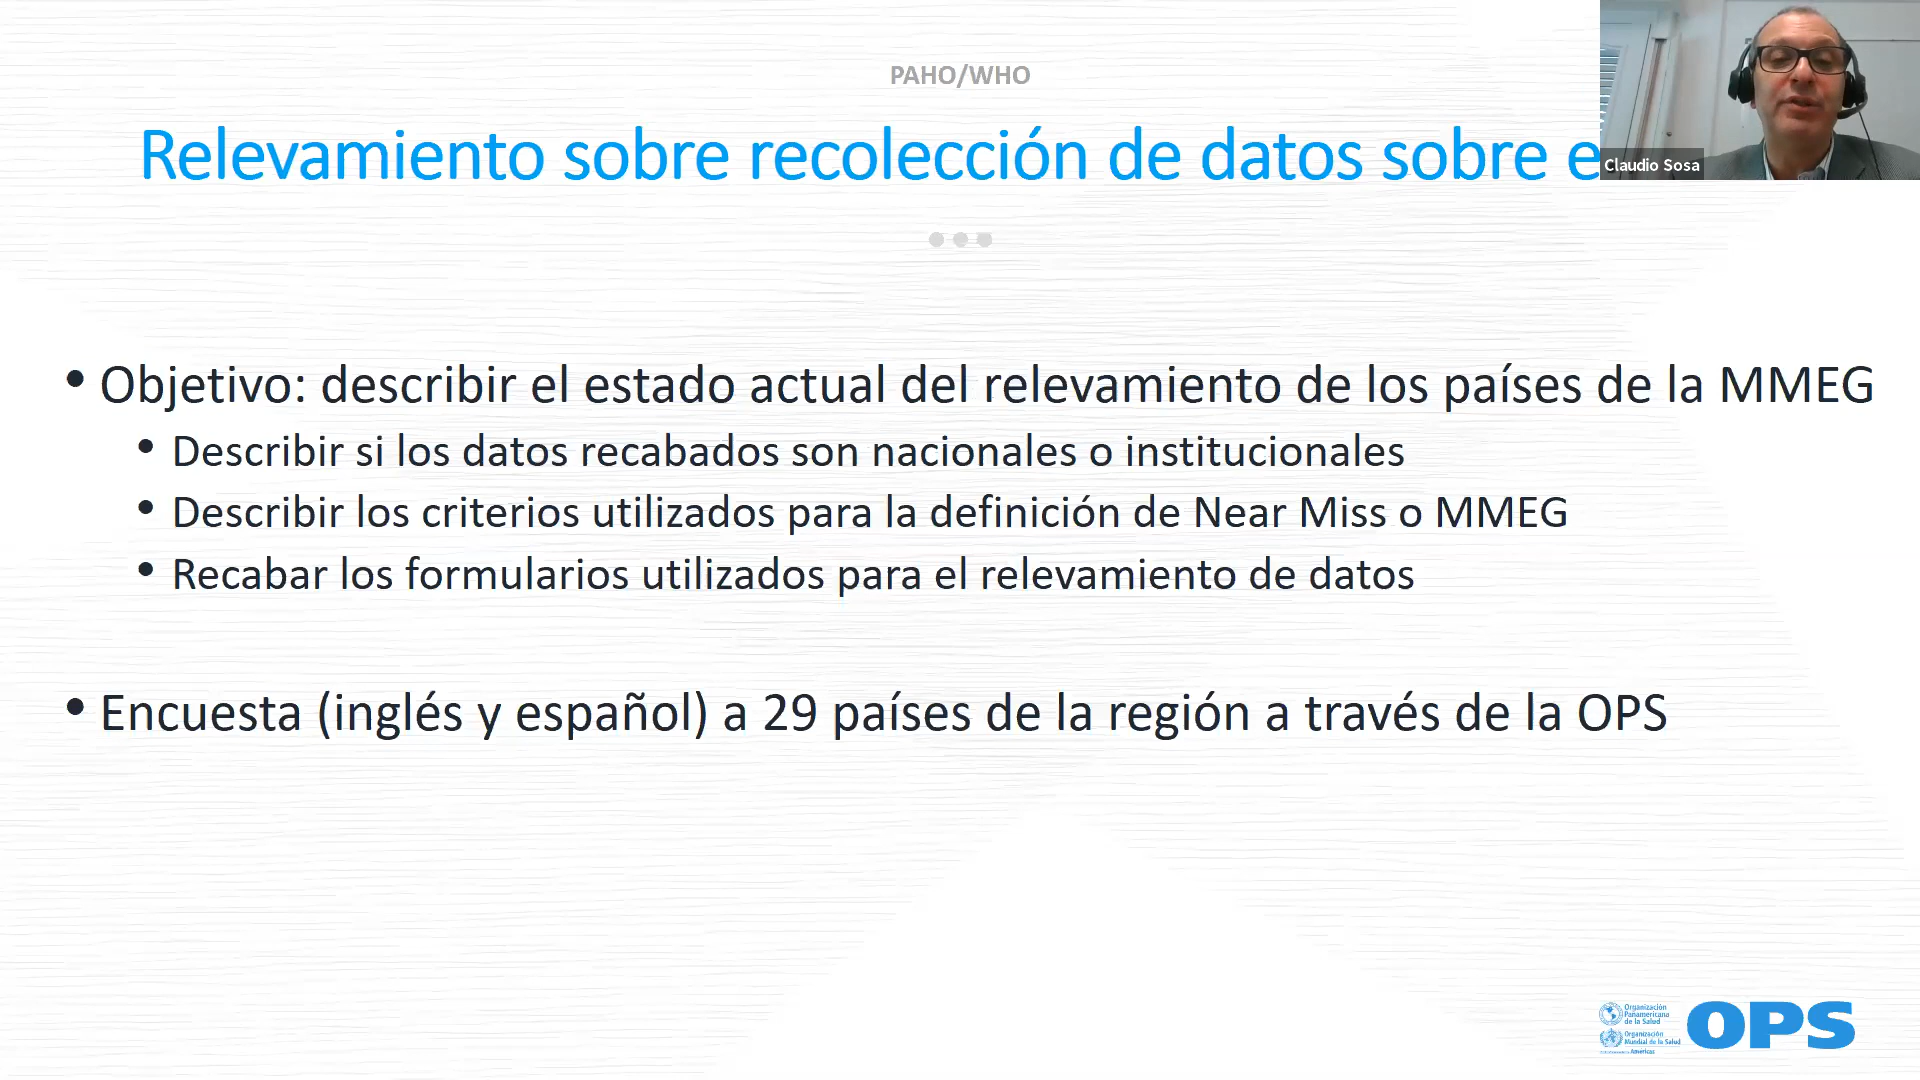 PAHO/WHO
Relevamiento sobre recolección de datos sobre e
Claudio Sosa
• Objetivo: describir el estado actual del relevamiento de los países de la MMEG
• Describir si los datos recabados son nacionales o institucionales
• Describir los criterios utilizados para la definición de Near Miss o MMEG
• Recabar los formularios utilizados para el relevamiento de datos
• Encuesta (inglés y español) a 29 países de la región a través de la OPS
Organización
Panamericana
de la Salud
Organización
Mundial de la Salud
Américas
OPS